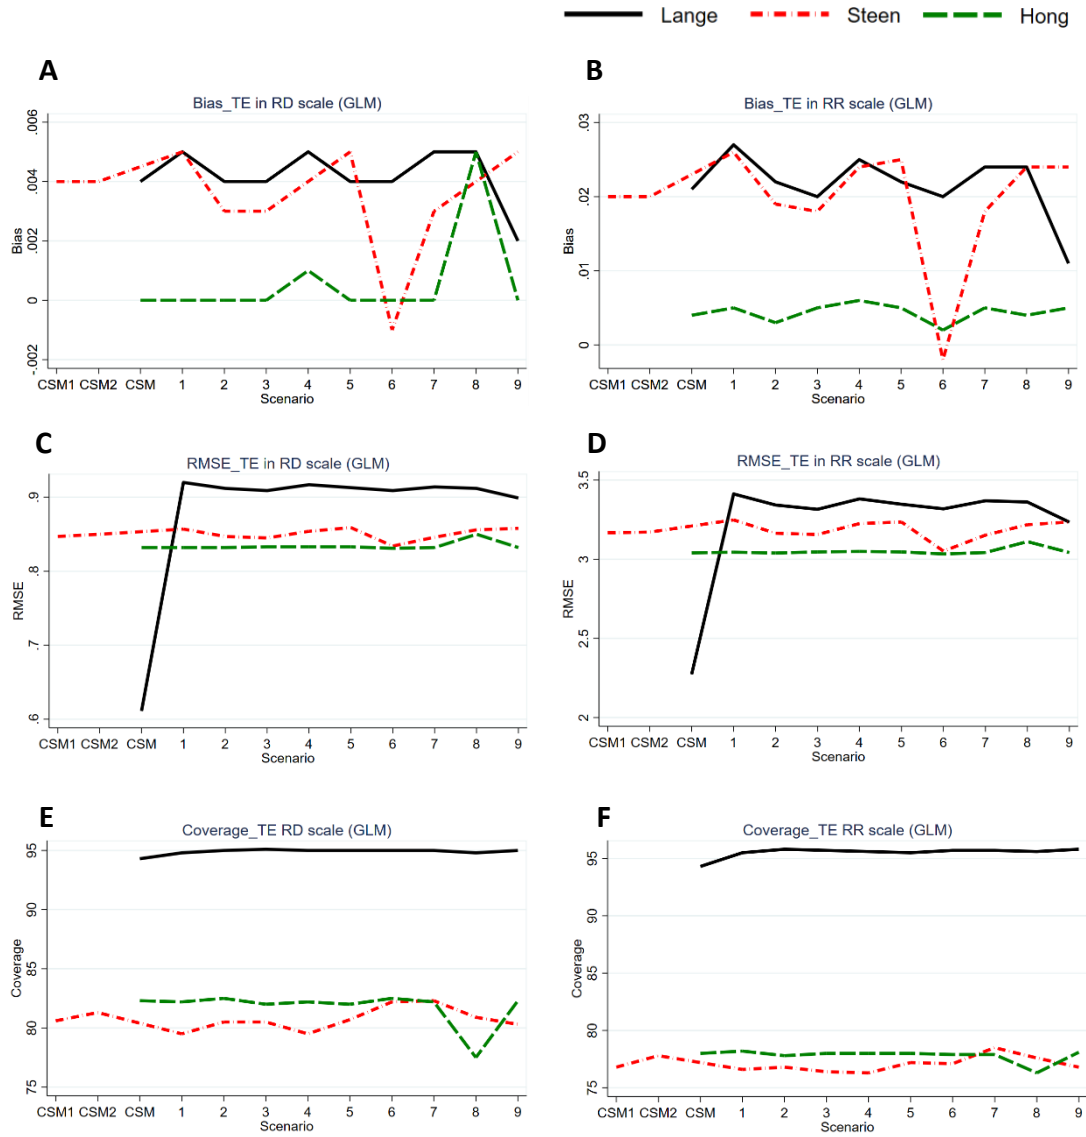 Lange Steen Hong
A B
Bias_TE in RD scale (GLM)
.006
.004
.002
0
-.002
Bias
CSM1 CSM2 CSM 1 2 3 4 5 6 7 8 9
Scenario
Bias_TE in RR scale (GLM)
.03
.02
.01
0
Bias
CSM1 CSM2 CSM 1 2 3 4 5 6 7 8 9
Scenario
C D
RMSE_TE in RD scale (GLM)
.9
.8
.7
.6
RMSE
CSM1 CSM2 CSM 1 2 3 4 5 6 7 8 9
Scenario
RMSE_TE in RR scale (GLM)
3.5
3
2.5
2
RMSE
CSM1 CSM2 CSM 1 2 3 4 5 6 7 8 9
Scenario
E F
Coverage_TE RD scale (GLM)
95
90
85
80
75
Coverage
CSM1 CSM2 CSM 1 2 3 4 5 6 7 8 9
Scenario
Coverage_TE RR scale (GLM)
95
90
85
80
75
Coverage
CSM1 CSM2 CSM 1 2 3 4 5 6 7 8 9
Scenario